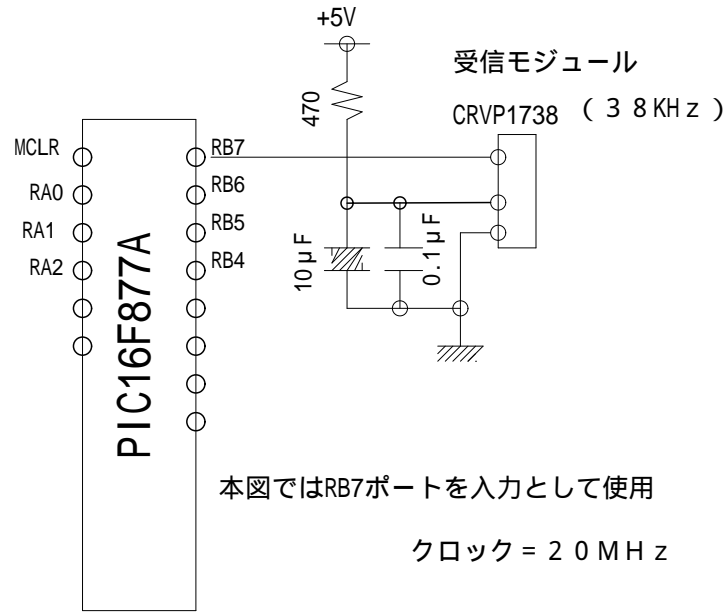 +5V
受信モジュール
470
CRVP1738 (３８KHz)
MCLR
RB7
RA0
RB6
RA1
RB5
RA2
RB4
10μF
0.1μF
PIC16F877A
本図ではRB7ポートを入力として使用
クロック=２０MHz